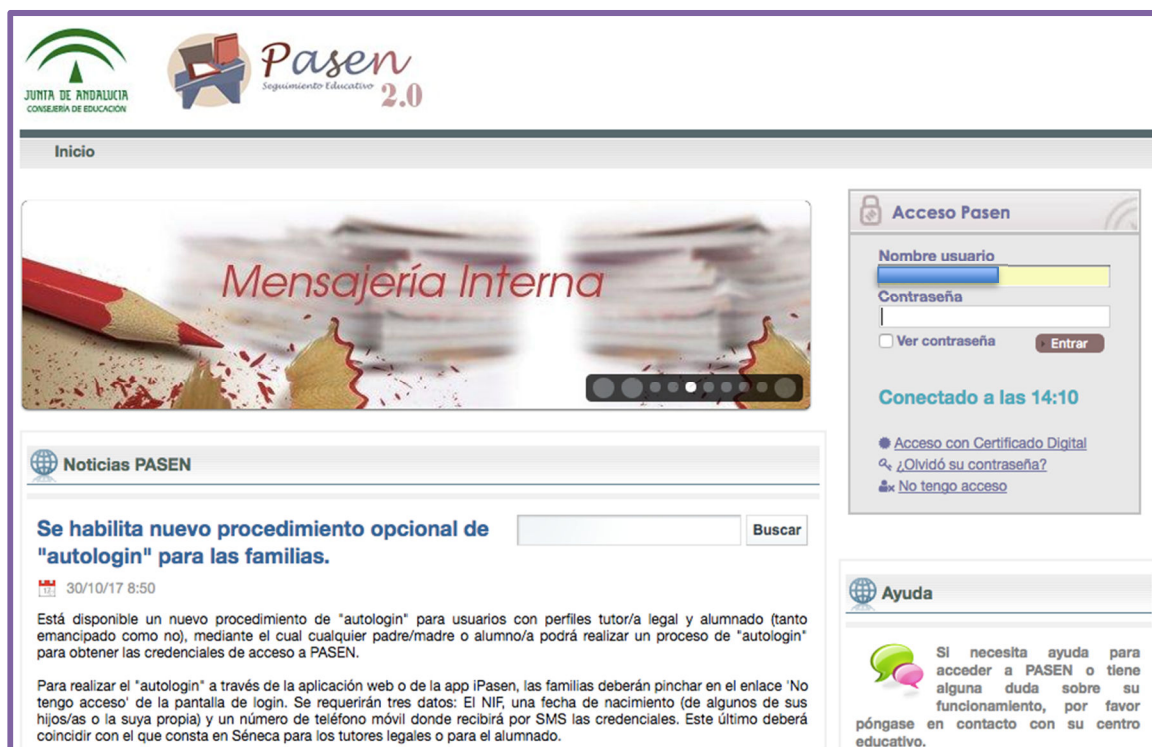 JUNTA DE ANDALUCIA
CONSEJERÍA DE EDUCACIÓN
Pasen
Seguimiento Educativo
2.0
Inicio
Mensajería Interna
Acceso Pasen
Nombre usuario
Contraseña
Ver contraseña
Entrar
Conectado a las 14:10
Acceso con Certificado Digital
¿Olvidó su contraseña?
No tengo acceso
Noticias PASEN
Se habilita nuevo procedimiento opcional de
"autologin" para las familias.
Buscar
30/10/17 8:50
Está disponible un nuevo procedimiento de "autologin" para usuarios con perfiles tutor/a legal y alumnado (tanto
emancipado como no), mediante el cual cualquier padre/madre o alumno/a podrá realizar un proceso de "autologin"
para obtener las credenciales de acceso a PASEN.
Para realizar el "autologin" a través de la aplicación web o de la app iPasen, las familias deberán pinchar en el enlace 'No
tengo acceso' de la pantalla de login. Se requerirán tres datos: El NIF, una fecha de nacimiento (de algunos de sus
hijos/as o la suya propia) y un número de teléfono móvil donde recibirá por SMS las credenciales. Este último deberá
coincidir con el que consta en Séneca para los tutores legales o para el alumnado.
Ayuda
Si necesita ayuda para
acceder a PASEN o tiene
alguna duda sobre su
funcionamiento, por favor
póngase en contacto con su centro
educativo.